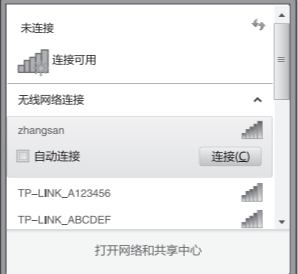 未连接
连接可用
无线网络连接
zhangsan
自动连接 连接(C)
TP-LINK_A123456
TP-LINK_ABCDEF
打开网络和共享中心